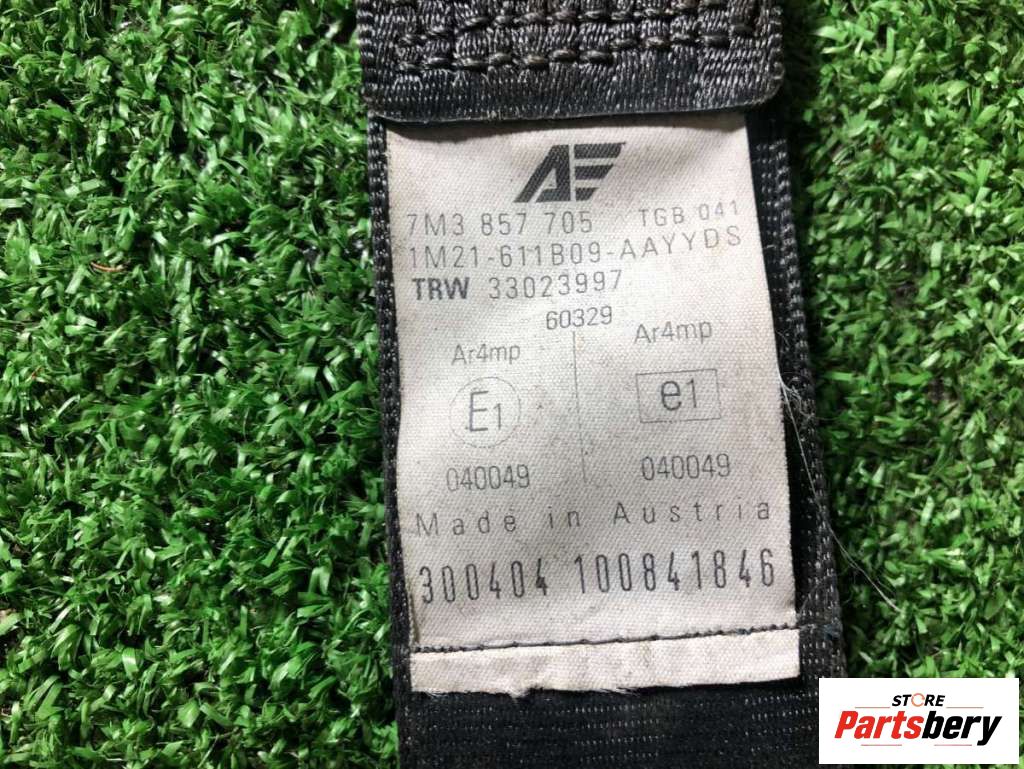 AE
7M3 857 705 TGB 041
1M21-611B09-AAYYDS
TRW 33023997
60329
Ar4mp Ar4mp
E1 e1
040049 040049
Made in Austria
300404 100841846
STORE
Partsbery